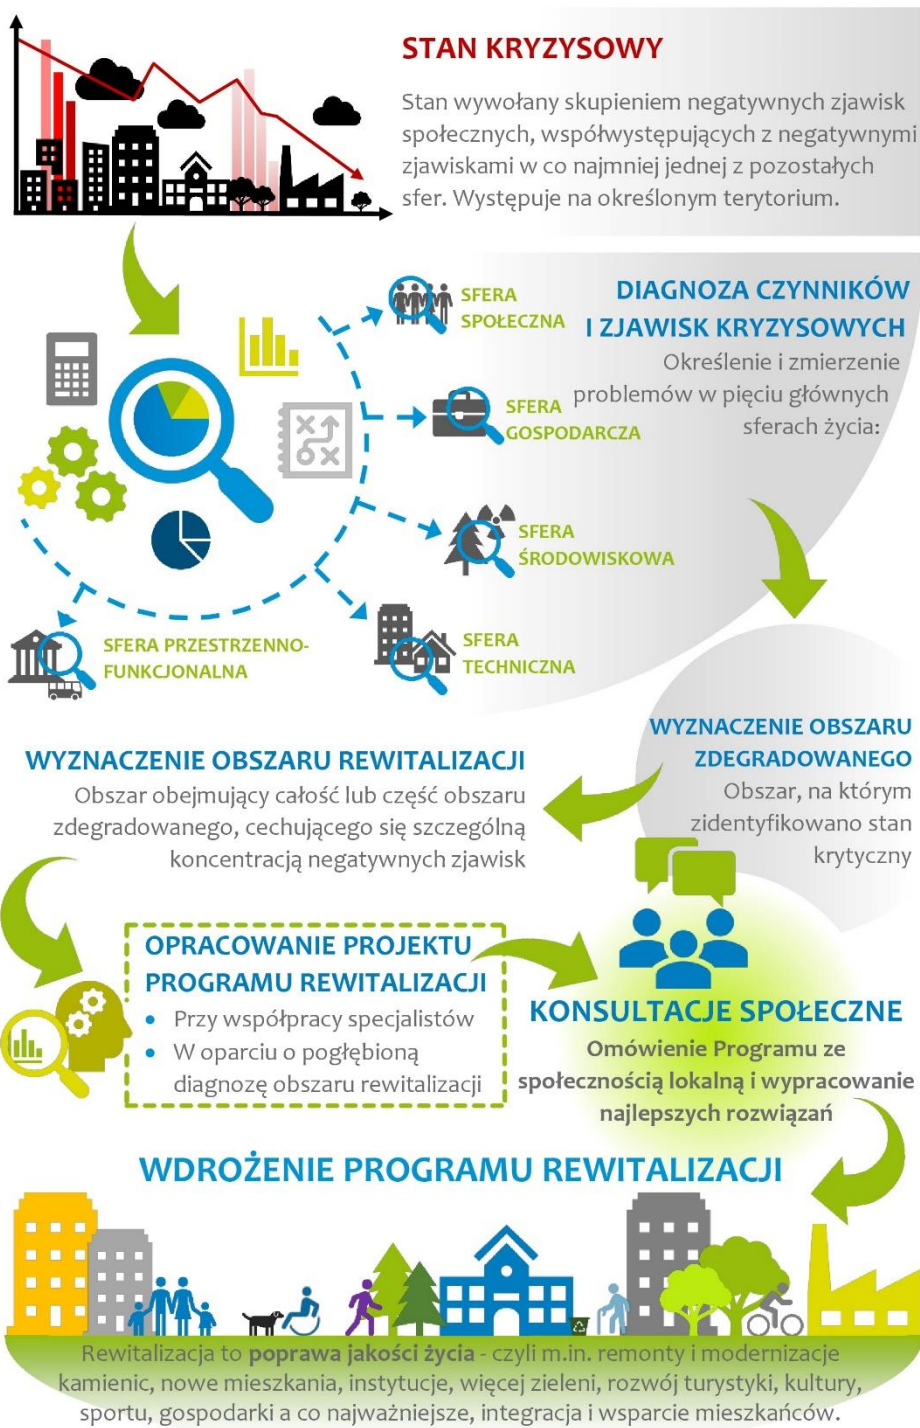 STAN KRYZYSOWY
Stan wywołany skupieniem negatywnych zjawisk
społecznych, współwystępujących z negatywnymi
zjawiskami w co najmniej jednej z pozostałych
sfer. Występuje na określonym terytorium.
DIAGNOZA CZYNNIKÓW
I ZJAWISK KRYZYSOWYCH
Określenie i zmierzenie
problemów w pięciu głównych
sferach życia:
SFERA
SPOŁECZNA
SFERA
GOSPODARCZA
SFERA
ŚRODOWISKOWA
SFERA
TECHNICZNA
SFERA PRZESTRZENNO-
FUNKCJONALNA
WYZNACZENIE OBSZARU
ZDEGRADOWANEGO
Obszar, na którym
zidentyfikowano stan
krytyczny
WYZNACZENIE OBSZARU REWITALIZACJI
Obszar obejmujący całość lub część obszaru
zdegradowanego, cechującego się szczególną
koncentracją negatywnych zjawisk
OPRACOWANIE PROJEKTU
PROGRAMU REWITALIZACJI
• Przy współpracy specjalistów
• W oparciu o pogłębioną
diagnozę obszaru rewitalizacji
KONSULTACJE SPOŁECZNE
Omówienie Programu ze
społecznością lokalną i wypracowanie
najlepszych rozwiązań
WDROŻENIE PROGRAMU REWITALIZACJI
Rewitalizacja to poprawa jakości życia - czyli m.in. remonty i modernizacje
kamienic, nowe mieszkania, instytucje, więcej zieleni, rozwój turystyki, kultury,
sportu, gospodarki a co najważniejsze, integracja i wsparcie mieszkańców.